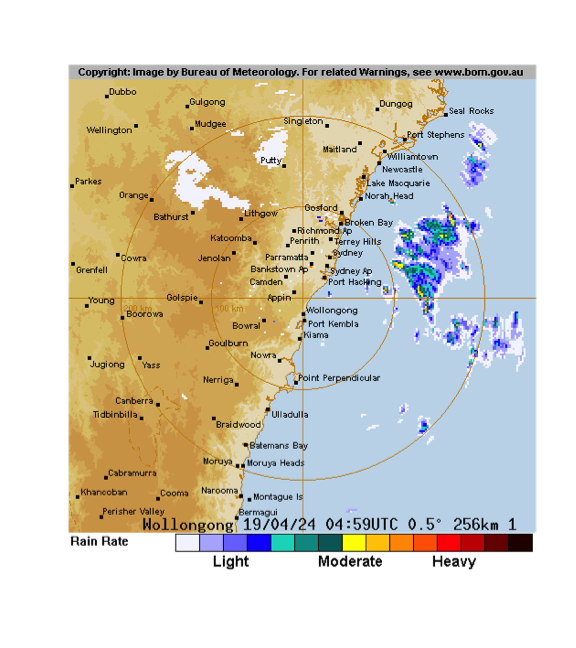 Copyright: Image by Bureau of Meteorology. For related Warnings, see www.bom.gov.au
Dubbo
Gulgong
Dungog
Seal Rocks
Wellington
Mudgee
Singleton
Port Stephens
Maitland
Williamtown
Putty
Newcastle
Parkes
Lake Macquarie
Orange
Norah Head
Bathurst
Lithgow
Gosford
Broken Bay
Richmond Ap
Katoomba
Penrith
Terrey Hills
Cowra
Jenolan
Parramatta
Sydney
Grenfell
Bankstown Ap
Sydney Ap
Camden
Port Hacking
Young
Golspie
Appin
200 km
100 km
Boorowa
Wollongong
Bowral
Port Kembla
Kiama
Goulburn
Jugiong
Yass
Nowra
Nerriga
Point Perpendicular
Canberra
Tidbinbilla
Braidwood
Ulladulla
Batemans Bay
Moruya
Moruya Heads
Cabramurra
Khancoban
Cooma
Narooma
Montague Is
Perisher Valley
Bermagui
Wollongong 19/04/24 04:59UTC 0.5° 256km 1
Rain Rate
Light
Moderate
Heavy